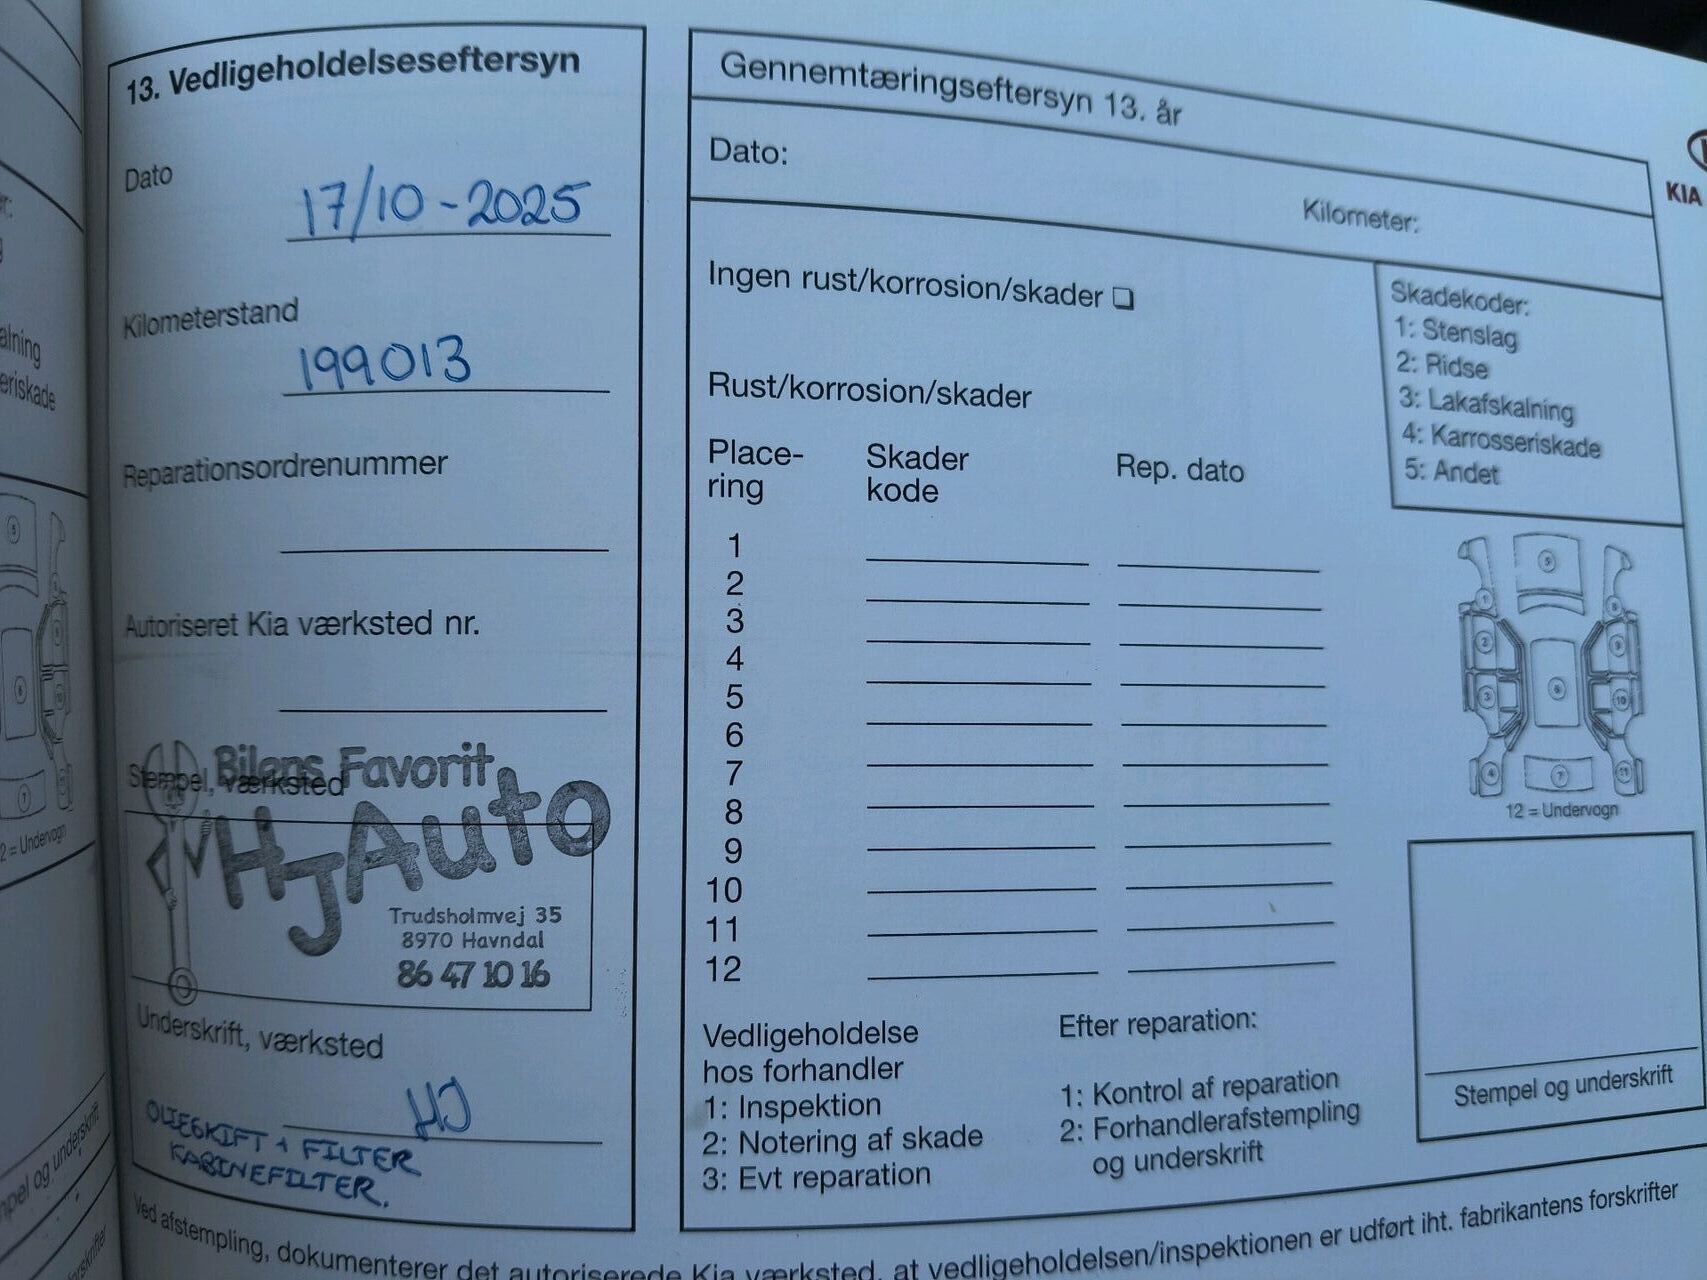 13. Vedligeholdelseseftersyn
Dato
17/10-2025
Kilometerstand
199013
Reparationsordrenummer
Autoriseret Kia værksted nr.
Stempel, værksted
Bilens Favorit
HJ Auto
Trudsholmvej 35
8970 Havndal
86 47 10 16
Underskrift, værksted
HJ
OLIESKIFT + FILTER
KABINEFILTER.
Gennemtæringseftersyn 13. år
Dato:
Kilometer:
Ingen rust/korrosion/skader
Skadekoder:
1: Stenslag
2: Ridse
3: Lakafskalning
4: Karrosseriskade
5: Andet
Rust/korrosion/skader
Place-
ring
Skader
kode
Rep. dato
1
2
3
4
5
6
7
8
9
10
11
12
12 = Undervogn
Vedligeholdelse
hos forhandler
1: Inspektion
2: Notering af skade
3: Evt reparation
Efter reparation:
1: Kontrol af reparation
2: Forhandlerafstempling
og underskrift
Stempel og underskrift
Ved afstempling, dokumenterer det autoriserede Kia værksted, at vedligeholdelsen/inspektionen er udført iht. fabrikantens forskrifter
KIA